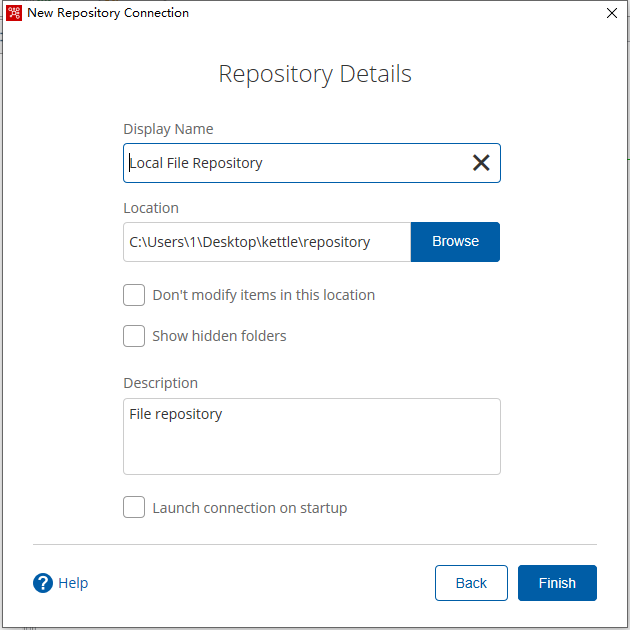 New Repository Connection
Repository Details
Display Name
Local File Repository
Location
C:\Users\1\Desktop\kettle\repository
Browse
Don't modify items in this location
Show hidden folders
Description
File repository
Launch connection on startup
? Help
Back
Finish